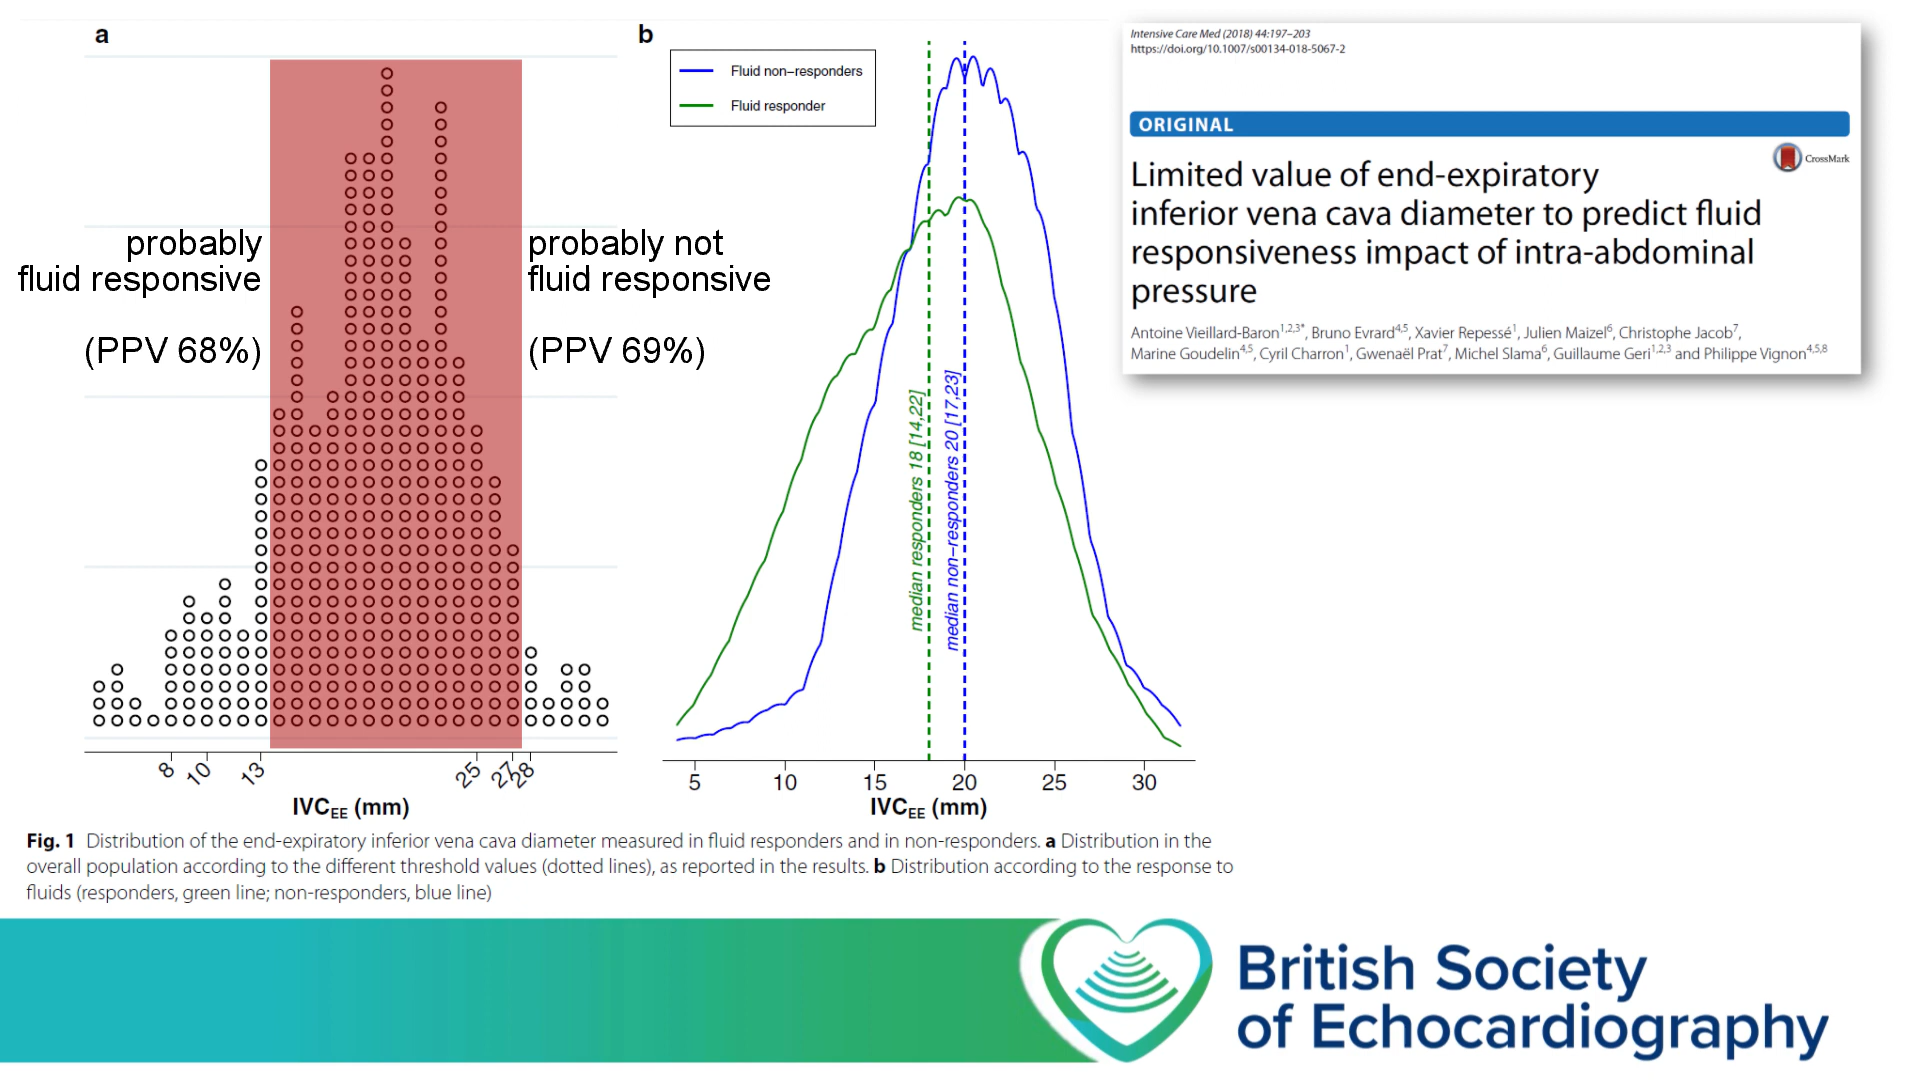 a
probably
fluid responsive
(PPV 68%)
probably not
fluid responsive
(PPV 69%)
8
10
13
25
27
28
IVCEE (mm)
b
Fluid non−responders
Fluid responder
median responders 18 [14,22]
median non−responders 20 [17,23]
5
10
15
20
25
30
IVCEE (mm)
Fig. 1 Distribution of the end-expiratory inferior vena cava diameter measured in fluid responders and in non-responders. a Distribution in the
overall population according to the different threshold values (dotted lines), as reported in the results. b Distribution according to the response to
fluids (responders, green line; non-responders, blue line)
Intensive Care Med (2018) 44:197–203
https://doi.org/10.1007/s00134-018-5067-2
ORIGINAL
CrossMark
Limited value of end-expiratory
inferior vena cava diameter to predict fluid
responsiveness impact of intra-abdominal
pressure
Antoine Vieillard-Baron1,2,3*, Bruno Evrard4,5, Xavier Repessé1, Julien Maizel6, Christophe Jacob7,
Marine Goudelin4,5, Cyril Charron1, Gwenaël Prat7, Michel Slama6, Guillaume Geri1,2,3 and Philippe Vignon4,5,8
British Society
of Echocardiography